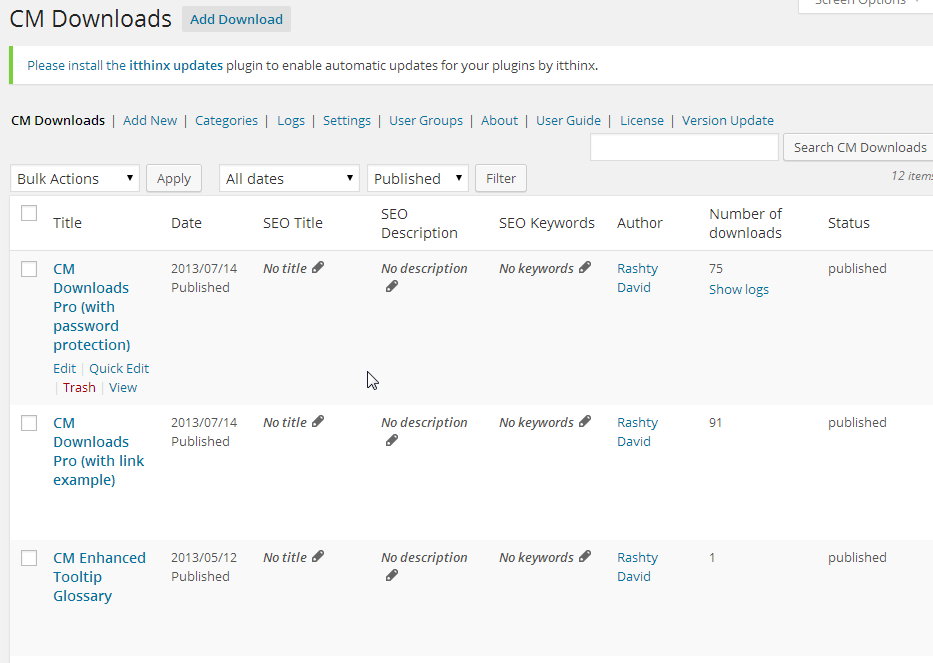 CM Downloads Add Download
Screen Options
Please install the itthinx updates plugin to enable automatic updates for your plugins by itthinx.
CM Downloads | Add New | Categories | Logs | Settings | User Groups | About | User Guide | License | Version Update
Search CM Downloads
Bulk Actions Apply All dates Published Filter 12 items
Title Date SEO Title SEO Description SEO Keywords Author Number of downloads Status
CM Downloads Pro (with password protection)
2013/07/14
Published
No title
No description
No keywords
Rashty David
75
Show logs
published
Edit | Quick Edit
| Trash | View
CM Downloads Pro (with link example)
2013/07/14
Published
No title
No description
No keywords
Rashty David
91
published
CM Enhanced Tooltip Glossary
2013/05/12
Published
No title
No description
No keywords
Rashty David
1
published